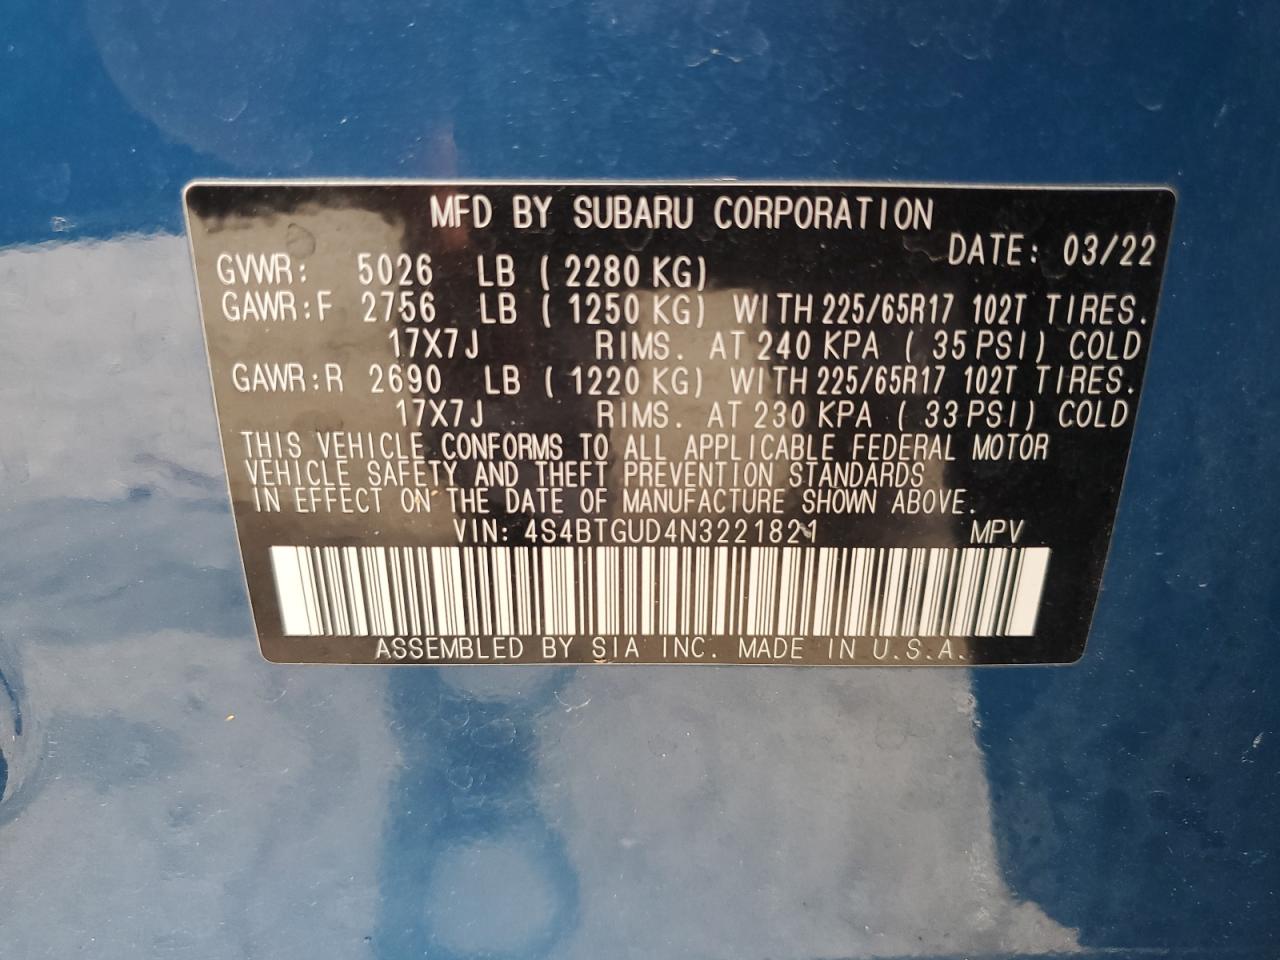 MFD BY SUBARU CORPORATION
DATE: 03/22
GVWR: 5026 LB ( 2280 KG)
GAWR:F 2756 LB ( 1250 KG) WITH 225/65R17 102T TIRES.
17X7J RIMS. AT 240 KPA ( 35 PSI) COLD
GAWR:R 2690 LB ( 1220 KG) WITH 225/65R17 102T TIRES.
17X7J RIMS. AT 230 KPA ( 33 PSI) COLD
THIS VEHICLE CONFORMS TO ALL APPLICABLE FEDERAL MOTOR
VEHICLE SAFETY AND THEFT PREVENTION STANDARDS
IN EFFECT ON THE DATE OF MANUFACTURE SHOWN ABOVE.
VIN: 4S4BTGUD4N3221821 MPV
ASSEMBLED BY SIA INC. MADE IN U.S.A.